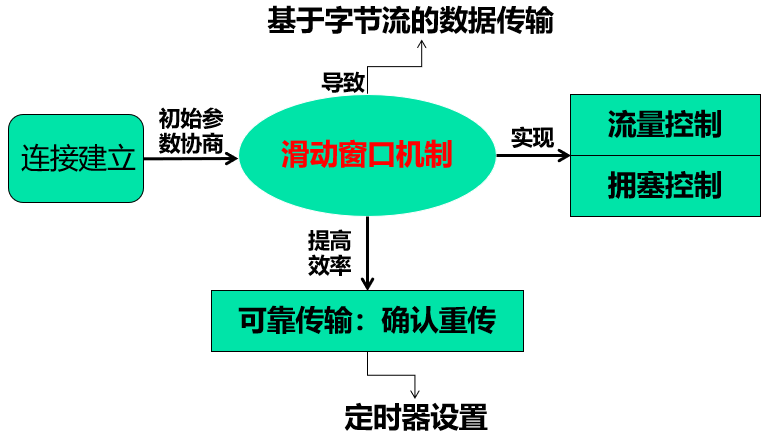 基于字节流的数据传输
导致
初始参
数协商
连接建立
滑动窗口机制
实现
流量控制
拥塞控制
提高
效率
可靠传输：确认重传
定时器设置